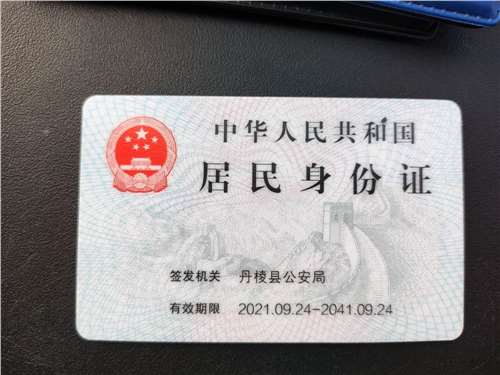 中华人民共和国
居民身份证
签发机关 丹棱县公安局
有效期限 2021.09.24-2041.09.24